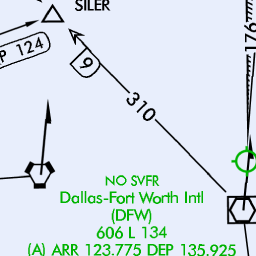 SILER
P 124
176
9
310
NO SVFR
Dallas-Fort Worth Intl
(DFW)
606 L 134
(A) ARR 123.775 DEP 135.925